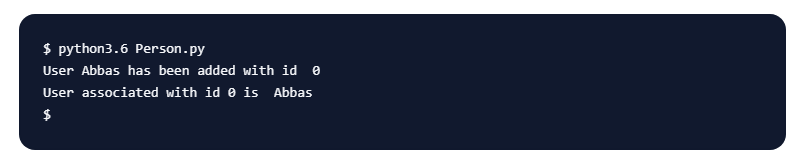 $ python3.6 Person.py
User Abbas has been added with id  0
User associated with id 0 is  Abbas
$